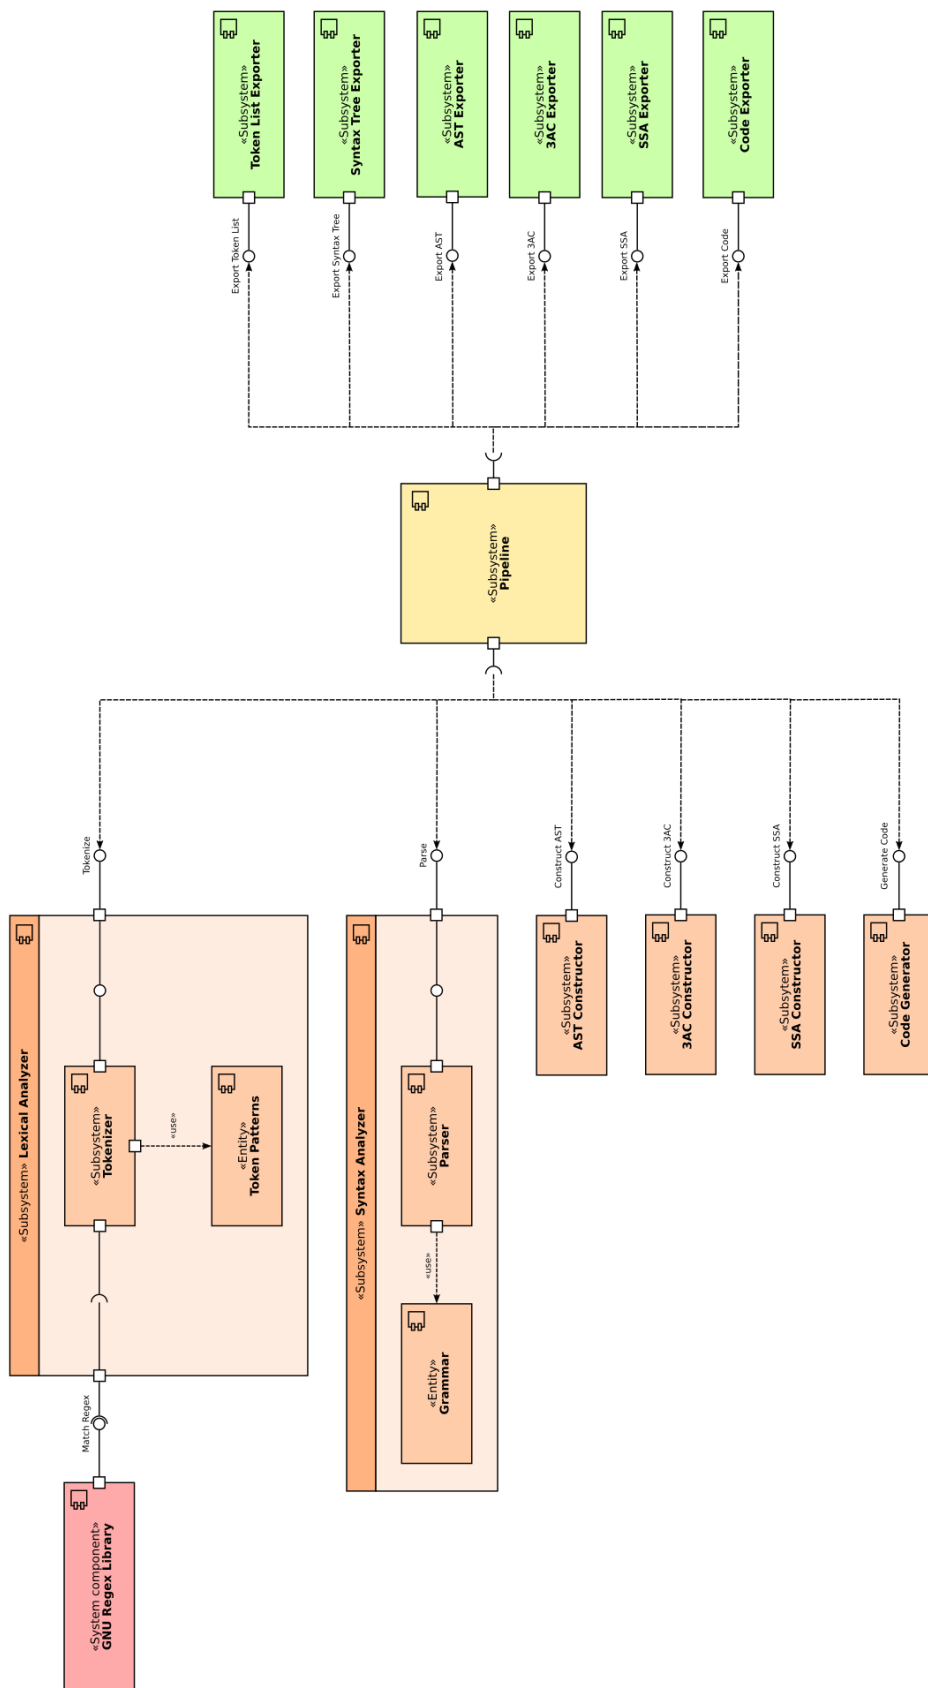 «Subsystem»
Token List Exporter
«Subsystem»
Syntax Tree Exporter
«Subsystem»
AST Exporter
«Subsystem»
3AC Exporter
«Subsystem»
SSA Exporter
«Subsystem»
Code Exporter
Export Token List
Export Syntax Tree
Export AST
Export 3AC
Export SSA
Export Code
«Subsystem»
Pipeline
Tokenize
Parse
Construct AST
Construct 3AC
Construct SSA
Generate Code
«Subsystem» Lexical Analyzer
«Subsystem»
Tokenizer
«use»
«Entity»
Token Patterns
«Subsystem» Syntax Analyzer
«Subsystem»
Parser
«use»
«Entity»
Grammar
«Subsystem»
AST Constructor
«Subsystem»
3AC Constructor
«Subsytem»
SSA Constructor
«Subsystem»
Code Generator
Match Regex
«System component»
GNU Regex Library